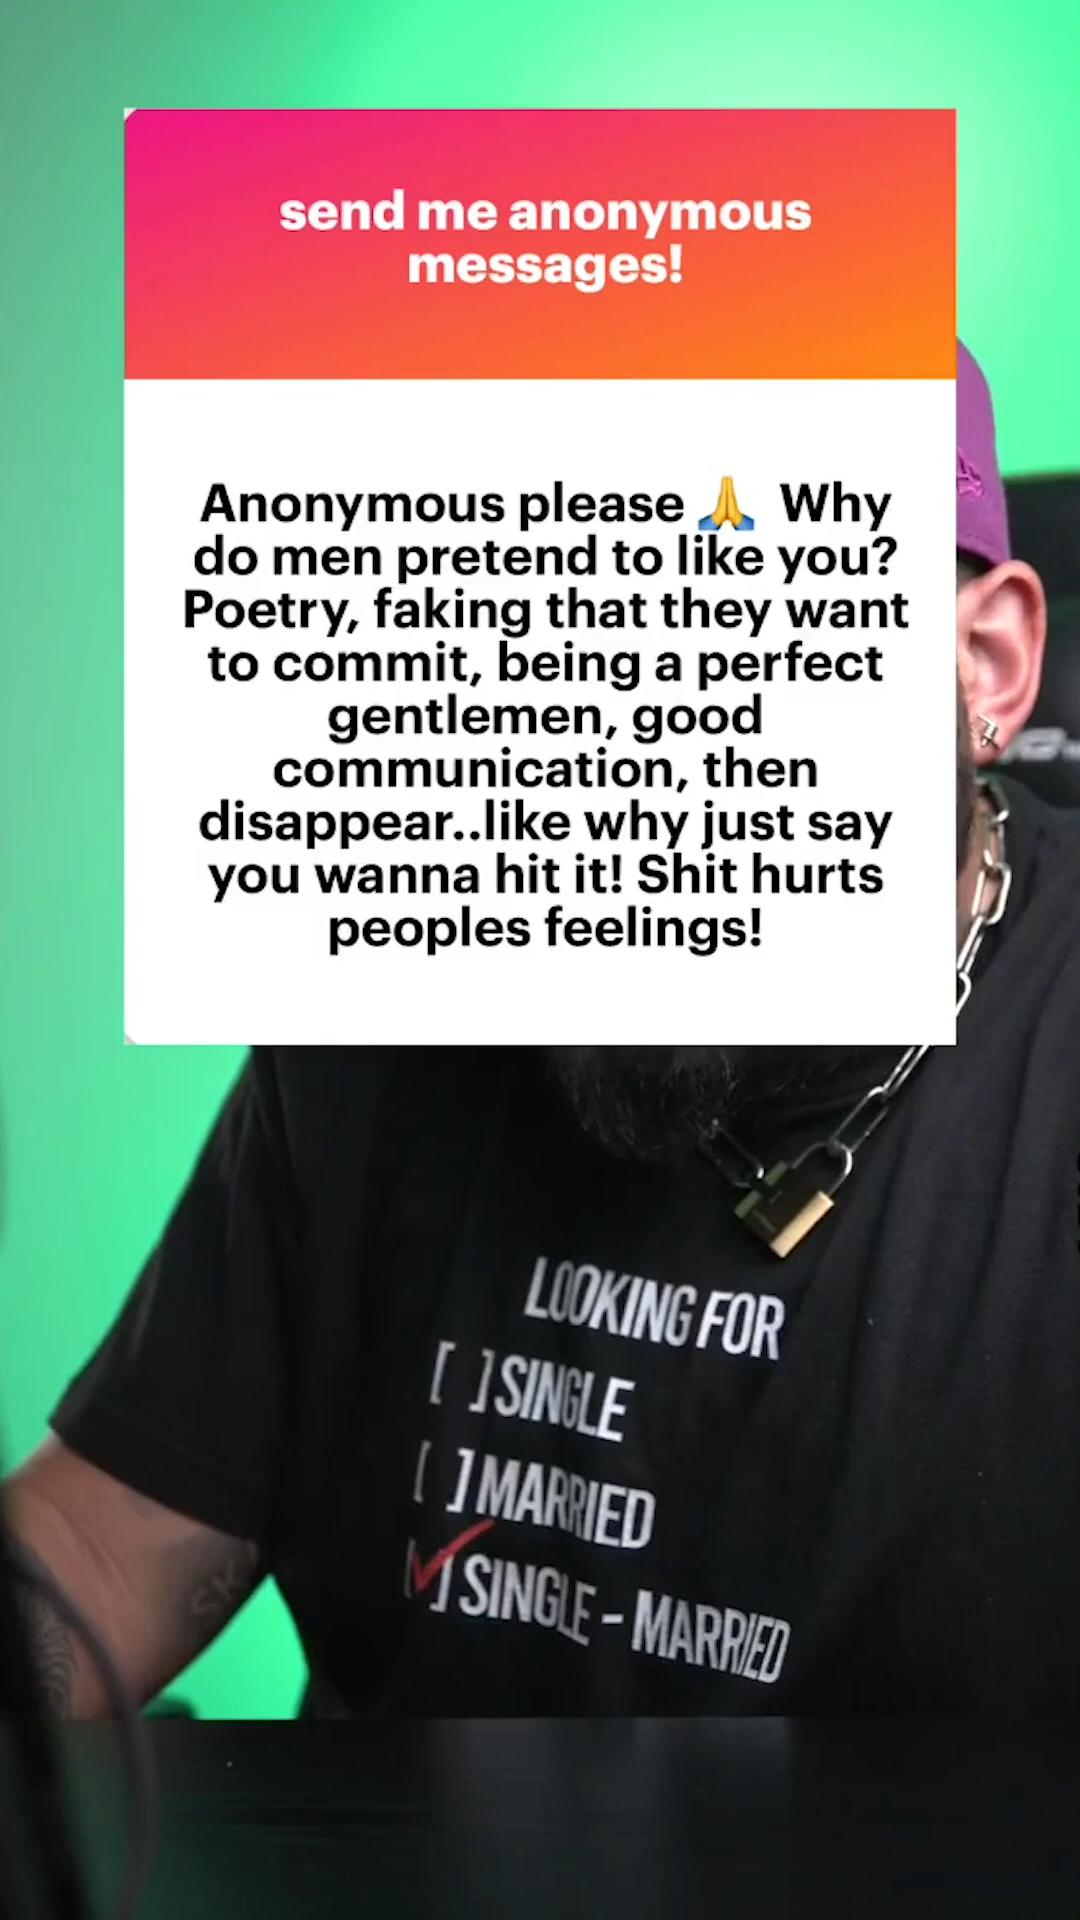 send me anonymous
messages!
Anonymous please 🙏 Why
do men pretend to like you?
Poetry, faking that they want
to commit, being a perfect
gentlemen, good
communication, then
disappear..like why just say
you wanna hit it! Shit hurts
peoples feelings!
LOOKING FOR
[ ] SINGLE
[ ] MARRIED
[✓] SINGLE - MARRIED
SK